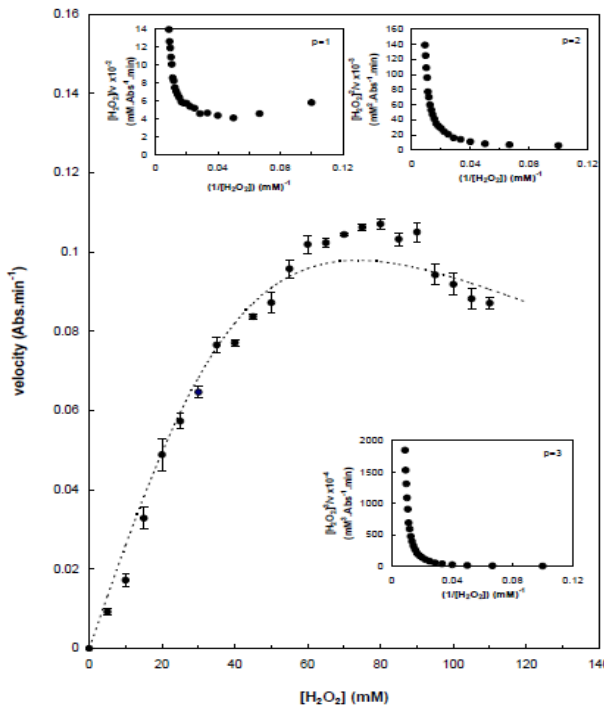 0.16
0.14
0.12
0.1
0.08
0.06
0.04
0.02
0
velocity (Abs.min⁻¹)
0 20 40 60 80 100 120 140
[H₂O₂] (mM)
14
12
10
8
6
4
2
0
[H₂O₂]/v x10⁻²
(mM.Abs⁻¹.min)
p=1
0 0.04 0.08 0.12
(1/[H₂O₂]) (mM)⁻¹
160
140
120
100
80
60
40
20
0
[H₂O₂]²/v x10⁻³
(mM².Abs⁻¹.min)
p=2
0 0.04 0.08 0.12
(1/[H₂O₂]) (mM)⁻¹
2000
1500
1000
500
0
[H₂O₂]³/v x10⁻⁴
(mM³.Abs⁻¹.min)
p=3
0 0.04 0.08 0.12
(1/[H₂O₂]) (mM)⁻¹